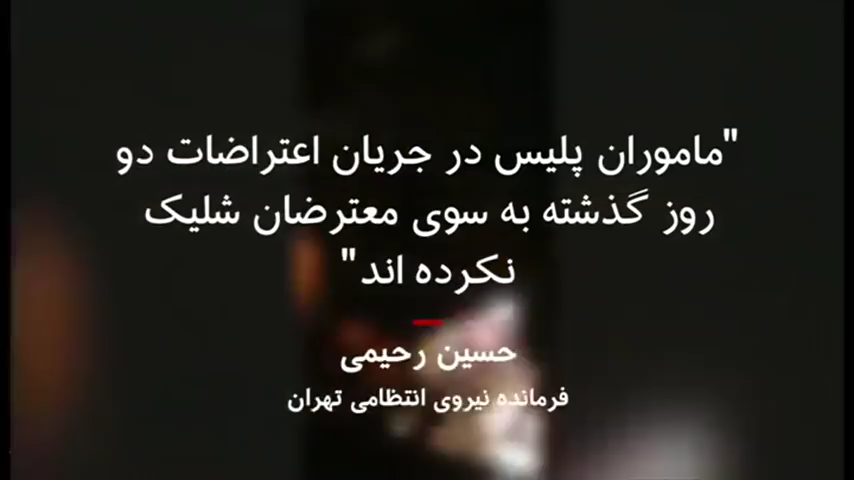 "ماموران پلیس در جریان اعتراضات دو
روز گذشته به سوی معترضان شلیک
نکرده اند"
حسین رحیمی
فرمانده نیروی انتظامی تهران